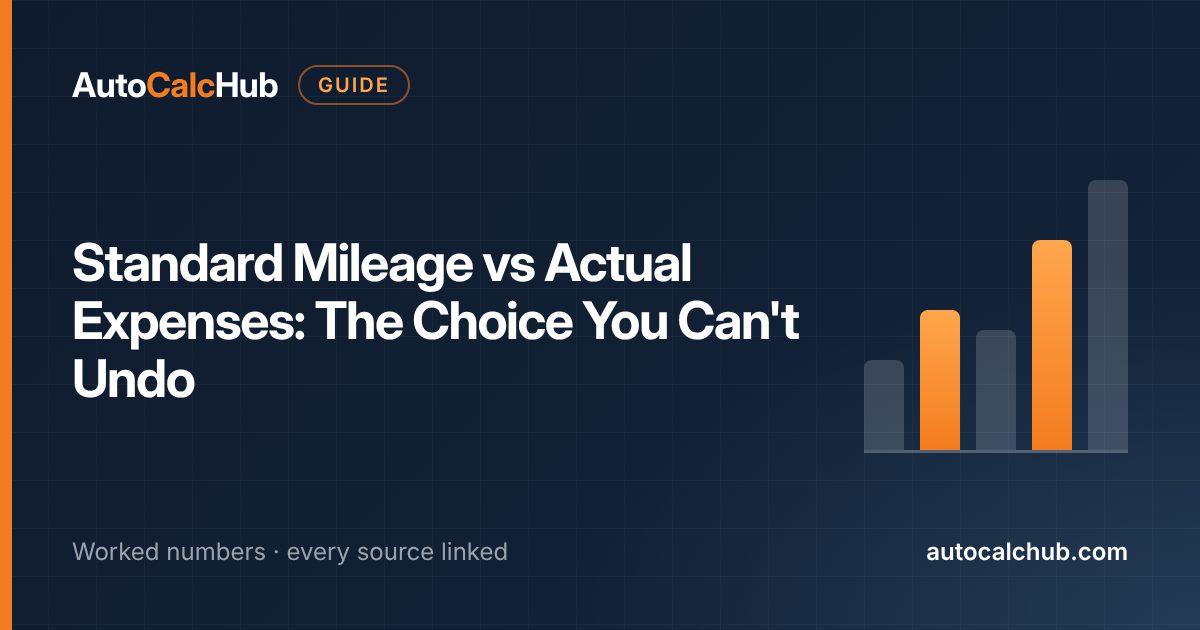 AutoCalcHub
GUIDE
Standard Mileage vs Actual
Expenses: The Choice You Can't
Undo
Worked numbers · every source linked
autocalchub.com